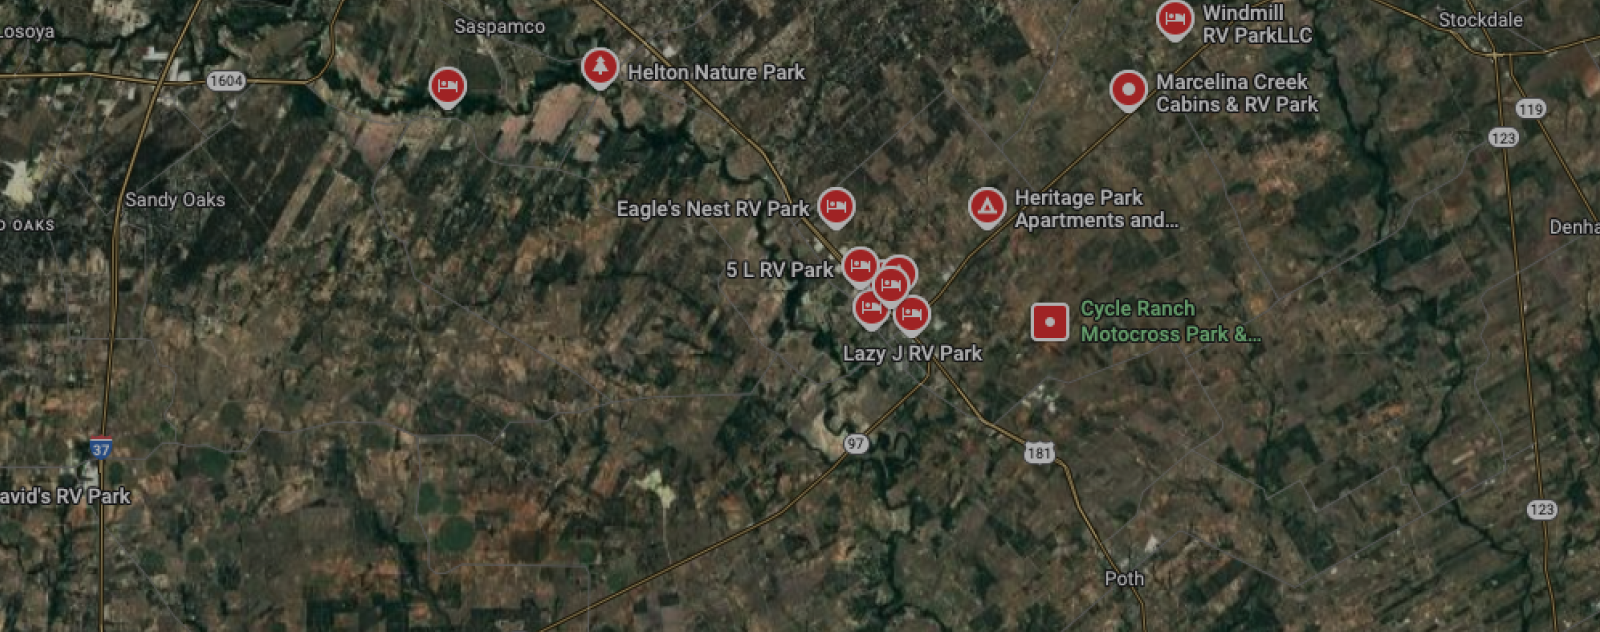 Losoya
Saspamco
Windmill
RV ParkLLC
Stockdale
1604
Helton Nature Park
Marcelina Creek
Cabins & RV Park
119
123
Sandy Oaks
OAKS
Eagle's Nest RV Park
Heritage Park
Apartments and...
Denha
5 L RV Park
Cycle Ranch
Motocross Park &...
Lazy J RV Park
37
97
181
avid's RV Park
123
Poth